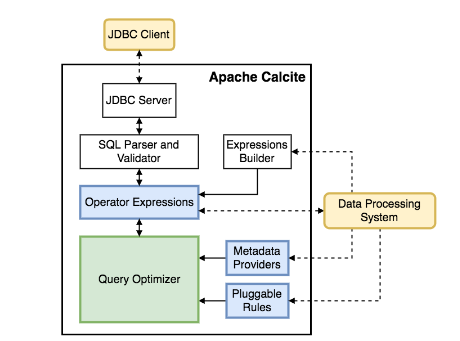 JDBC Client
Apache Calcite
JDBC Server
SQL Parser and
Validator
Expressions
Builder
Operator Expressions
Data Processing
System
Query Optimizer
Metadata
Providers
Pluggable
Rules